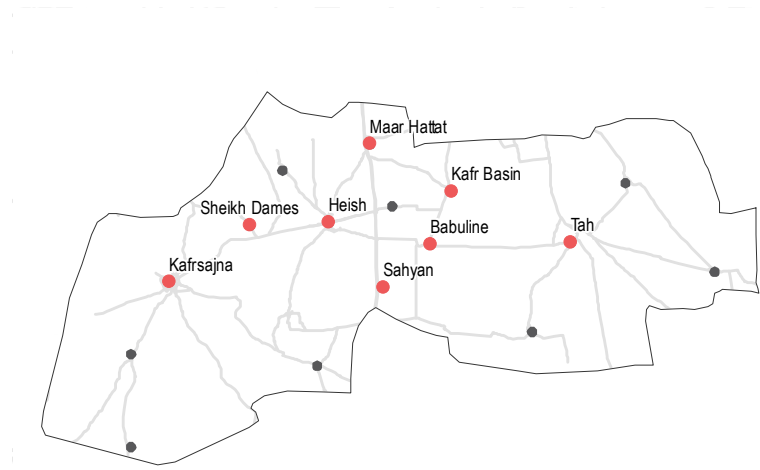 Maar Hattat
Kafr Basin
Sheikh Dames
Heish
Babuline
Tah
Kafrsajna
Sahyan